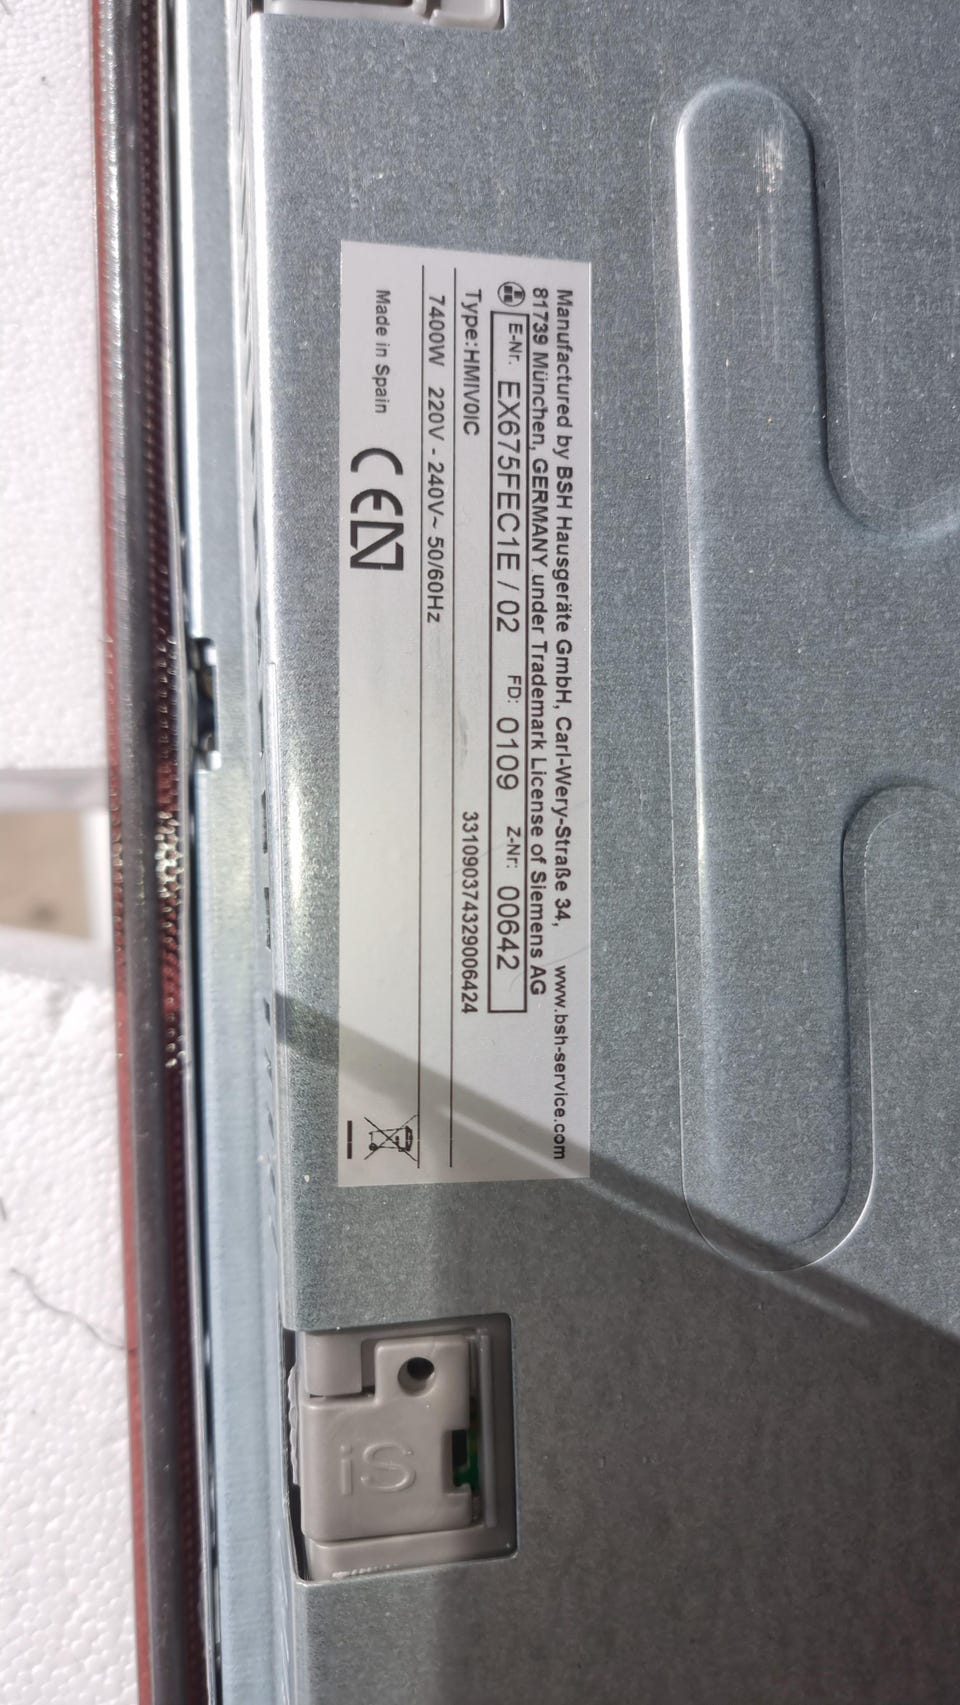 Manufactured by BSH Hausgeräte GmbH, Carl-Wery-Straße 34, www.bsh-service.com
81739 München, GERMANY under Trademark License of Siemens AG
E-Nr. EX675FEC1E / 02 FD: 0109 Z-Nr: 00642
Type:HMIV0IC 331090374329006424
7400W 220V - 240V~ 50/60Hz
Made in Spain CE N
iS